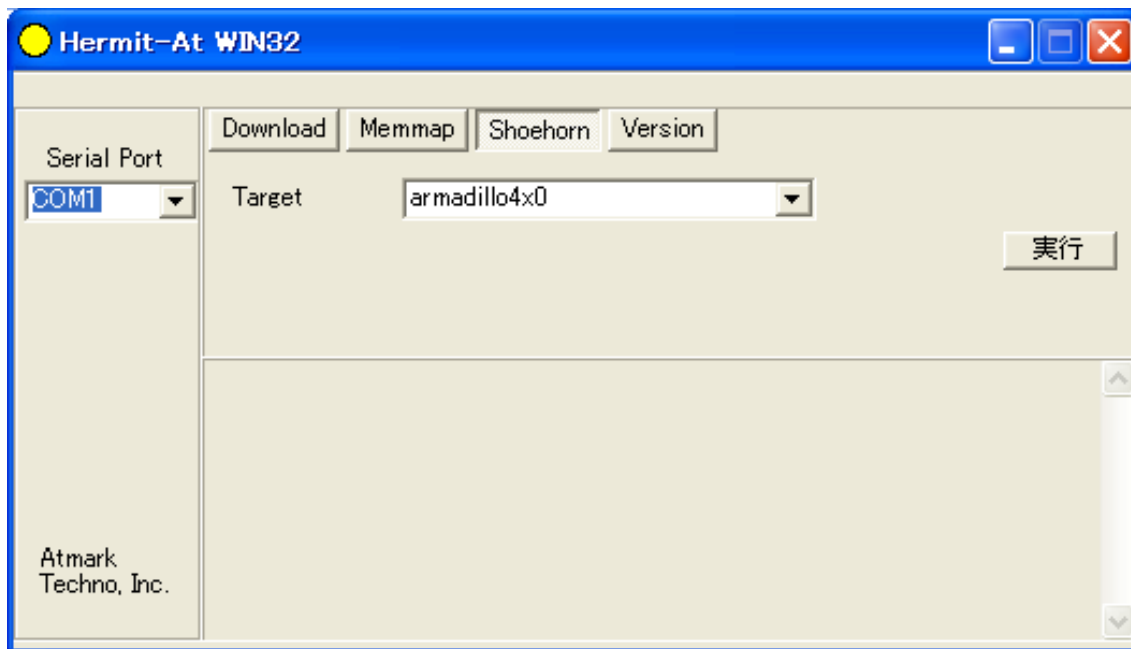 Hermit-At WIN32
Download Memmap Shoehorn Version
Serial Port
COM1
Target armadillo4x0
実行
Atmark
Techno, Inc.